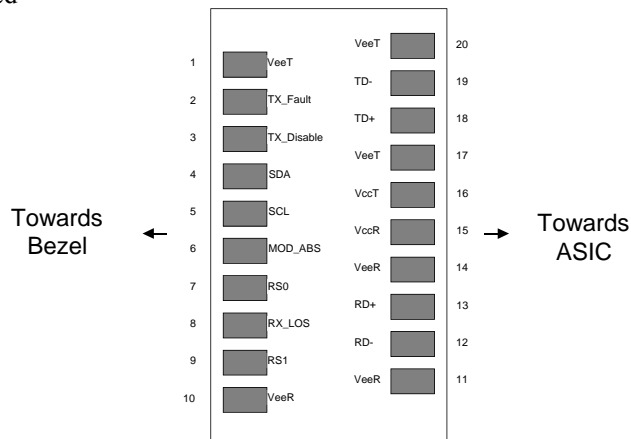 1 VeeT
2 TX_Fault
3 TX_Disable
4 SDA
5 SCL
6 MOD_ABS
7 RS0
8 RX_LOS
9 RS1
10 VeeR
VeeT 20
TD- 19
TD+ 18
VeeT 17
VccT 16
VccR 15
VeeR 14
RD+ 13
RD- 12
VeeR 11
Towards
Bezel
Towards
ASIC